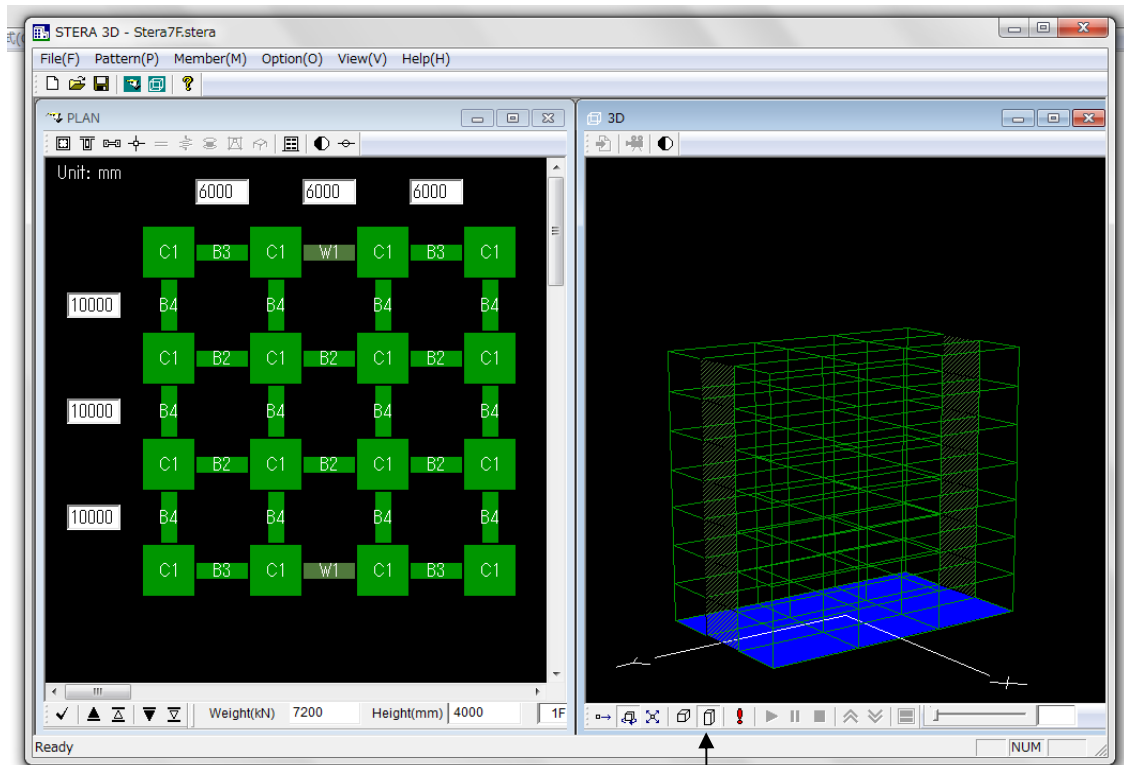 STERA 3D - Stera7F.stera
File(F) Pattern(P) Member(M) Option(O) View(V) Help(H)
PLAN
3D
Unit: mm
6000 6000 6000
C1 B3 C1 W1 C1 B3 C1
10000 B4 B4 B4 B4
C1 B2 C1 B2 C1 B2 C1
10000 B4 B4 B4 B4
C1 B2 C1 B2 C1 B2 C1
10000 B4 B4 B4 B4
C1 B3 C1 W1 C1 B3 C1
Weight(kN) 7200 Height(mm) 4000 1F
Ready
NUM